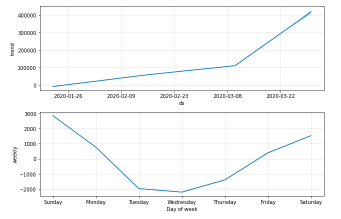 400000
300000
200000
100000
0
trend
2020-01-26 2020-02-09 2020-02-23 2020-03-08 2020-03-22
ds
3000
2000
1000
0
−1000
−2000
weekly
Sunday Monday Tuesday Wednesday Thursday Friday Saturday
Day of week